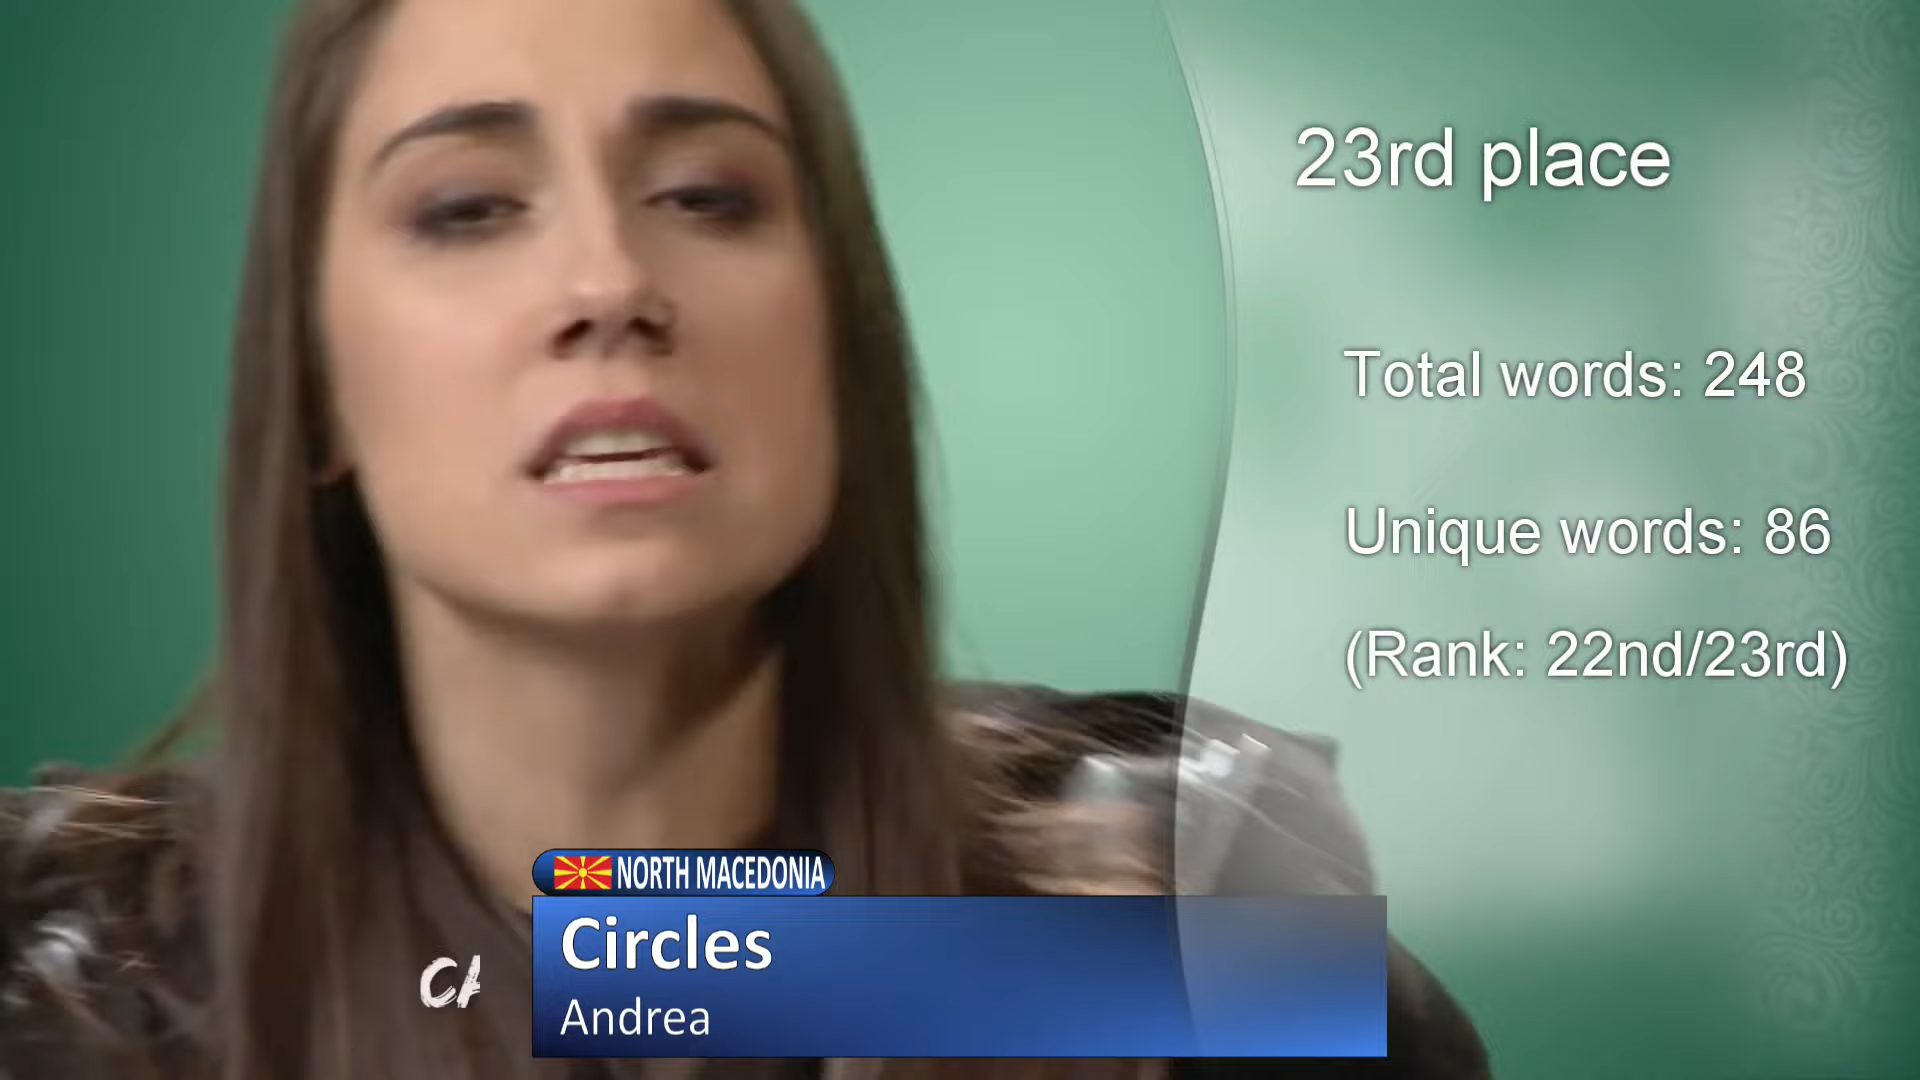 23rd place
Total words: 248
Unique words: 86
(Rank: 22nd/23rd)
NORTH MACEDONIA
Circles
Andrea